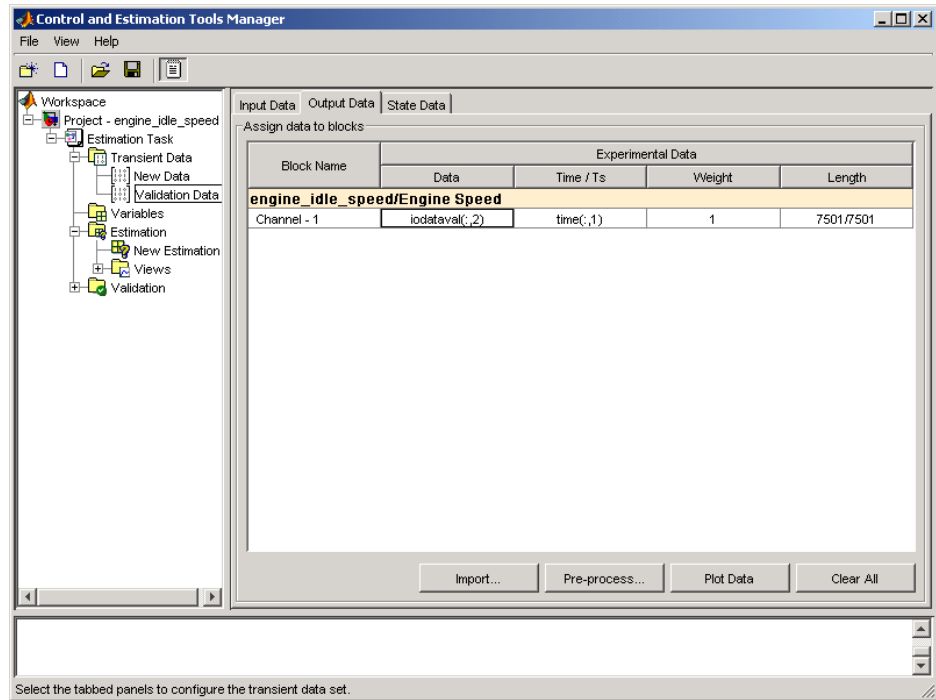 Control and Estimation Tools Manager
File View Help
Workspace
Project - engine_idle_speed
Estimation Task
Transient Data
New Data
Validation Data
Variables
Estimation
New Estimation
Views
Validation
Input Data Output Data State Data
Assign data to blocks
Block Name Experimental Data
Data Time / Ts Weight Length
engine_idle_speed/Engine Speed
Channel - 1 iodataval(:,2) time(:,1) 1 7501/7501
Import... Pre-process... Plot Data Clear All
Select the tabbed panels to configure the transient data set.